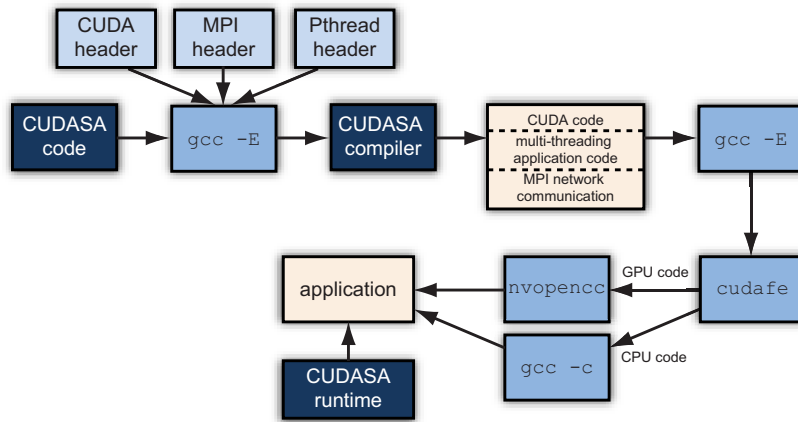 CUDA
header
MPI
header
Pthread
header
CUDASA
code
gcc -E
CUDASA
compiler
CUDA code
multi-threading
application code
MPI network
communication
gcc -E
application
nvopencc
GPU code
cudafe
gcc -c
CPU code
CUDASA
runtime